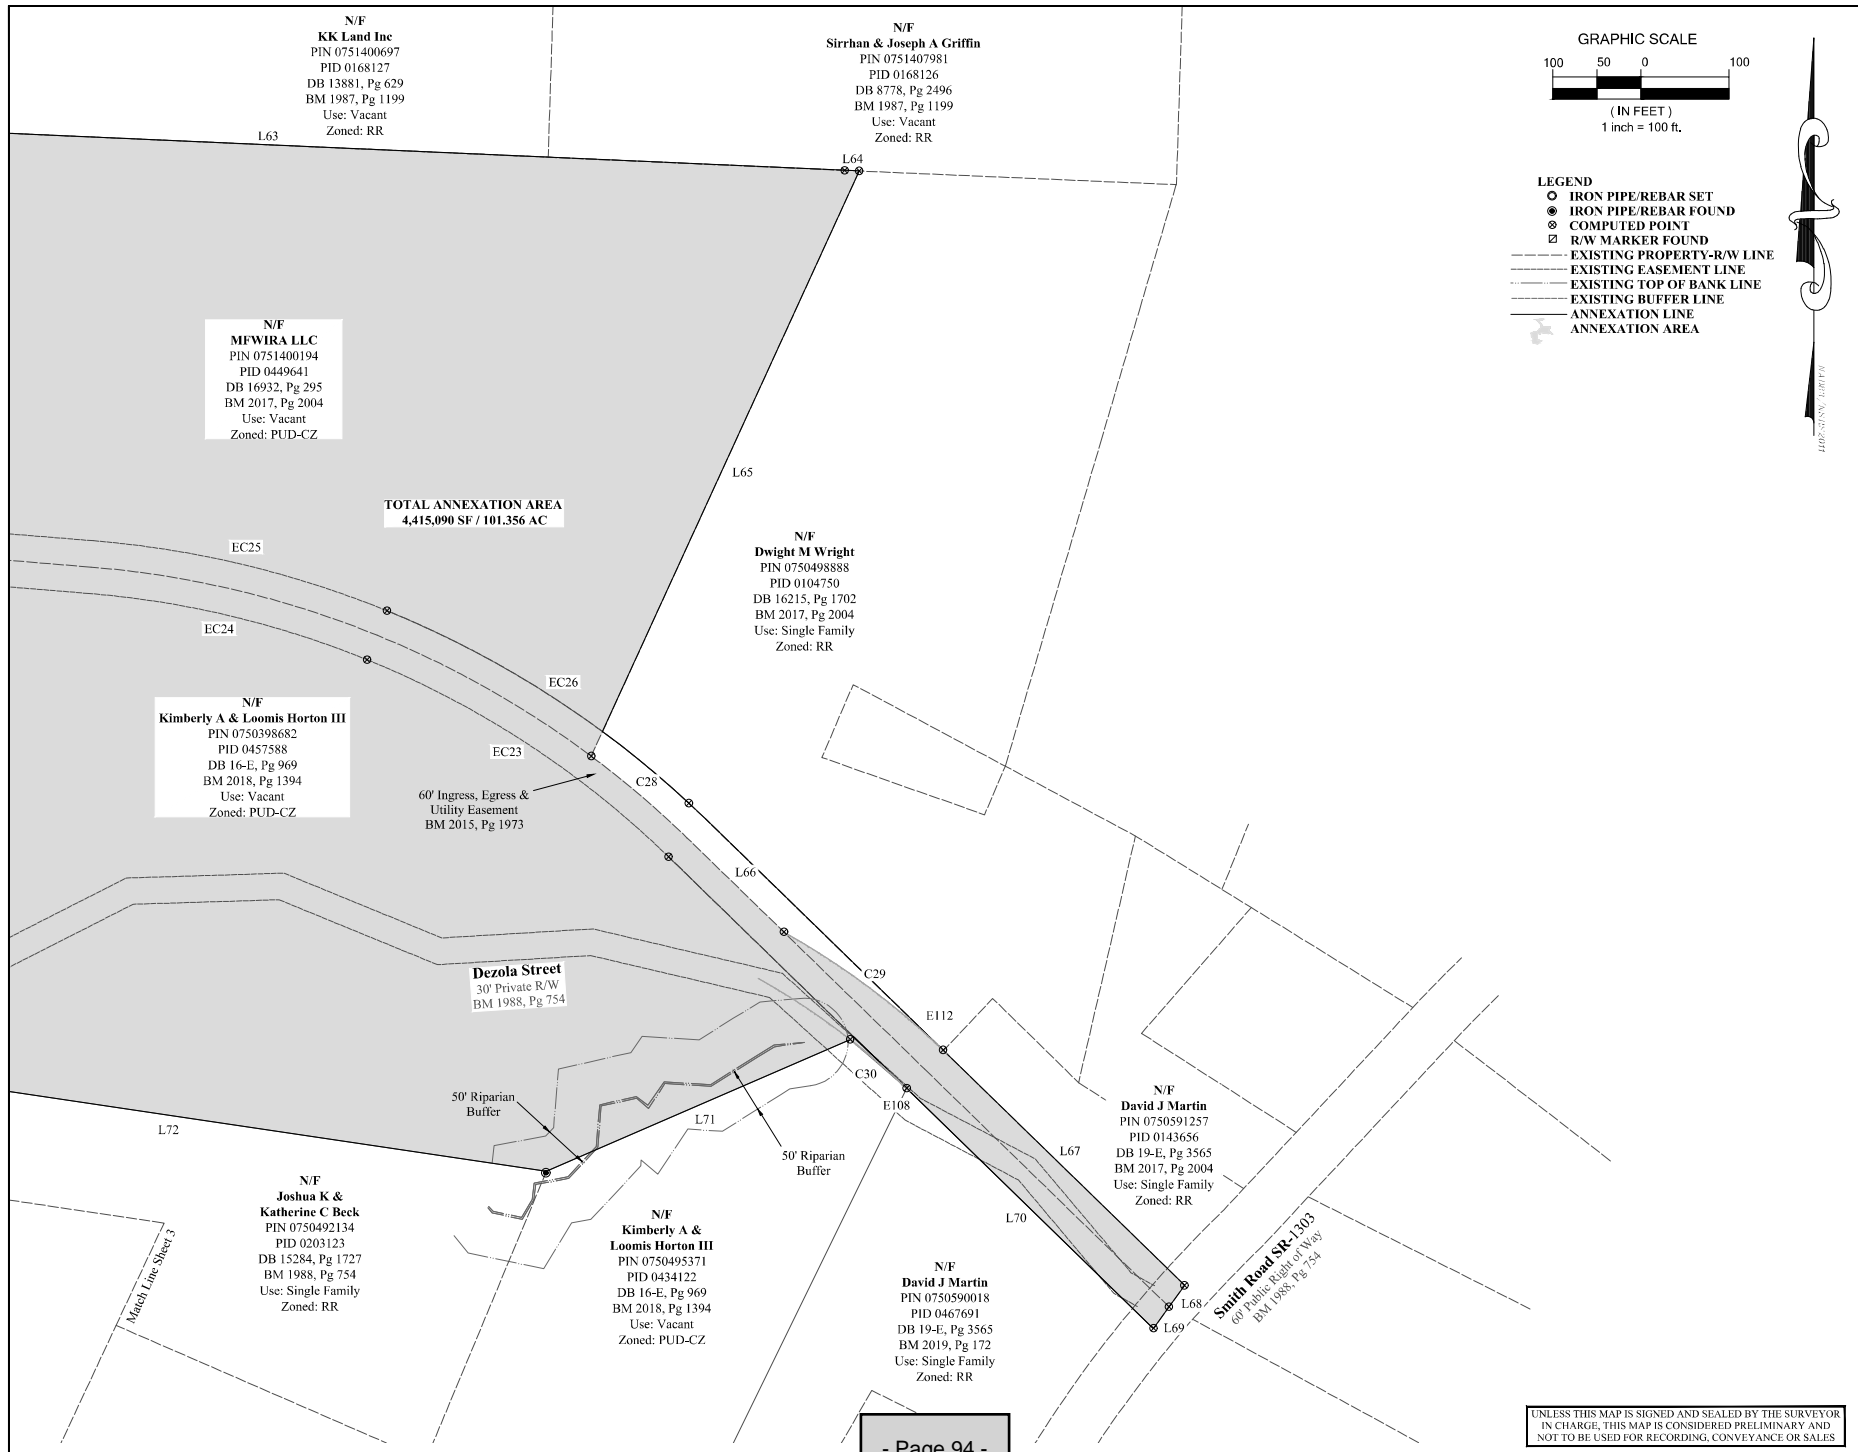 N/F
KK Land Inc
PIN 0751400697
PID 0168127
DB 13881, Pg 629
BM 1987, Pg 1199
Use: Vacant
Zoned: RR
N/F
Sirrhan & Joseph A Griffin
PIN 0751407981
PID 0168126
DB 8778, Pg 2496
BM 1987, Pg 1199
Use: Vacant
Zoned: RR
GRAPHIC SCALE
100 50 0 100
( IN FEET )
1 inch = 100 ft.
LEGEND
IRON PIPE/REBAR SET
IRON PIPE/REBAR FOUND
COMPUTED POINT
R/W MARKER FOUND
EXISTING PROPERTY-R/W LINE
EXISTING EASEMENT LINE
EXISTING TOP OF BANK LINE
EXISTING BUFFER LINE
ANNEXATION LINE
ANNEXATION AREA
L63
L64
N/F
MFWIRA LLC
PIN 0751400194
PID 0449641
DB 16932, Pg 295
BM 2017, Pg 2004
Use: Vacant
Zoned: PUD-CZ
L65
TOTAL ANNEXATION AREA
4,415,090 SF / 101.356 AC
EC25
N/F
Dwight M Wright
PIN 0750498888
PID 0104750
DB 16215, Pg 1702
BM 2017, Pg 2004
Use: Single Family
Zoned: RR
EC24
EC26
N/F
Kimberly A & Loomis Horton III
PIN 0750398682
PID 0457588
DB 16-E, Pg 969
BM 2018, Pg 1394
Use: Vacant
Zoned: PUD-CZ
EC23
C28
60' Ingress, Egress &
Utility Easement
BM 2015, Pg 1973
L66
Dezola Street
30' Private R/W
BM 1988, Pg 754
C29
E112
C30
E108
50' Riparian
Buffer
L71
L72
50' Riparian
Buffer
L67
N/F
David J Martin
PIN 0750591257
PID 0143656
DB 19-E, Pg 3565
BM 2017, Pg 2004
Use: Single Family
Zoned: RR
N/F
Joshua K &
Katherine C Beck
PIN 0750492134
PID 0203123
DB 15284, Pg 1727
BM 1988, Pg 754
Use: Single Family
Zoned: RR
Match Line Sheet 3
N/F
Kimberly A &
Loomis Horton III
PIN 0750495371
PID 0434122
DB 16-E, Pg 969
BM 2018, Pg 1394
Use: Vacant
Zoned: PUD-CZ
L70
N/F
David J Martin
PIN 0750590018
PID 0467691
DB 19-E, Pg 3565
BM 2019, Pg 172
Use: Single Family
Zoned: RR
L68
L69
Smith Road SR-1303
60' Public Right of Way
BM 1988, Pg 754
- Page 94 -
UNLESS THIS MAP IS SIGNED AND SEALED BY THE SURVEYOR
IN CHARGE, THIS MAP IS CONSIDERED PRELIMINARY AND
NOT TO BE USED FOR RECORDING, CONVEYANCE OR SALES